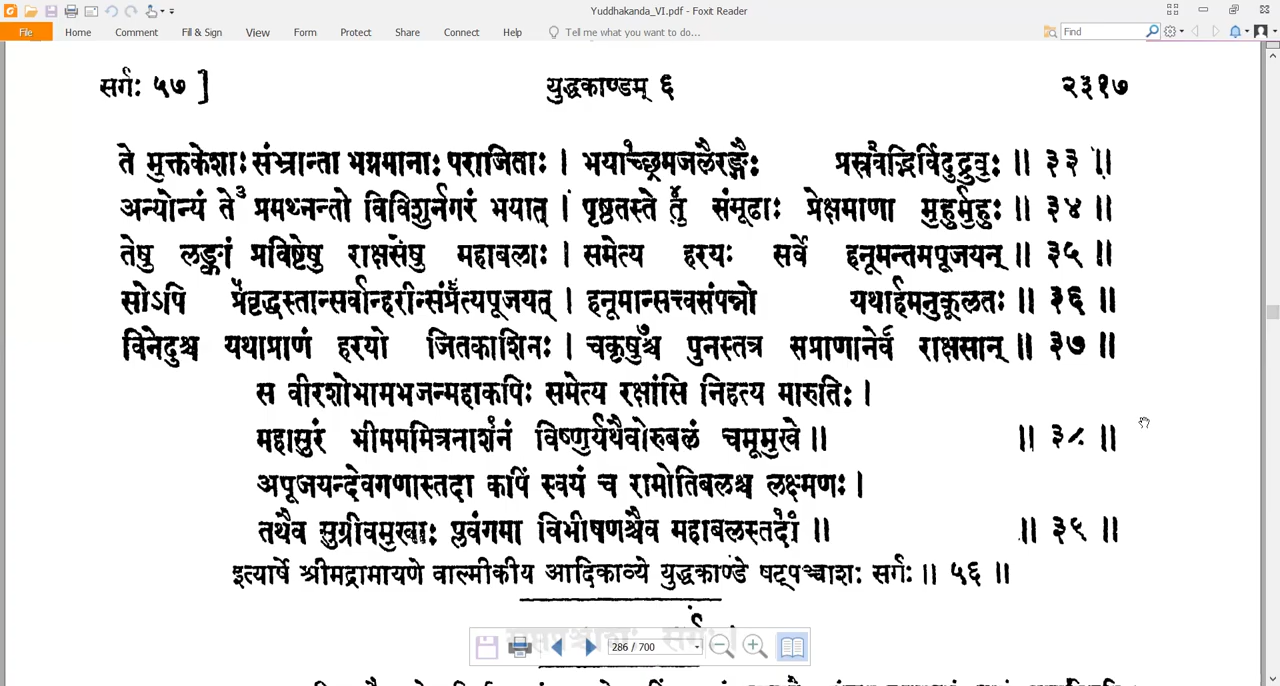 Yuddhakanda_VI.pdf - Foxit Reader
File Home Comment Fill & Sign View Form Protect Share Connect Help Tell me what you want to do... Find
सर्गः ५७ ] युद्धकाण्डम् ६ २३१७
ते मुक्तकेशाः संभ्रान्ता भग्नमानाः पराजिताः । भयाच्छ्रमजलैरङ्गैः प्रस्रवद्भिर्विदुद्रुवुः ॥ ३३ ॥
अन्योन्यं ते३ प्रमथ्नन्तो विविशुर्नगरं भयात् । पृष्ठतस्ते तु संमूढाः प्रेक्षमाणा मुहुर्मुहुः ॥ ३४ ॥
तेषु लङ्कां प्रविष्टेषु राक्षसेषु महाबलाः । समेत्य हरयः सर्वे हनूमन्तमपूजयन् ॥ ३५ ॥
सोऽपि प्रवृद्धस्तान्सर्वान्हरीन्संप्रत्यपूजयत् । हनूमान्सत्त्वसंपन्नो यथार्हमनुकूलतः ॥ ३६ ॥
विनेदुश्च यथाप्राणं हरयो जितकाशिनः । चकृषुश्च पुनस्तत्र सप्राणानेव राक्षसान् ॥ ३७ ॥
स वीरशोभामभजन्महाकपिः समेत्य रक्षांसि निहत्य मारुतिः ।
महासुरं भीमममित्रनाशनं विष्णुर्यथैवोरुबलं चमूमुखे ॥ ॥ ३८ ॥
अपूजयन्देवगणास्तदा कपिं स्वयं च रामोतिबलश्च लक्ष्मणः ।
तथैव सुग्रीवमुखाः प्लवंगमा विभीषणश्चैव महाबलस्तदा ॥ ॥ ३९ ॥
इत्यार्षे श्रीमद्रामायणे वाल्मीकीय आदिकाव्ये युद्धकाण्डे षट्पञ्चाशः सर्गः ॥ ५६ ॥
286 / 700